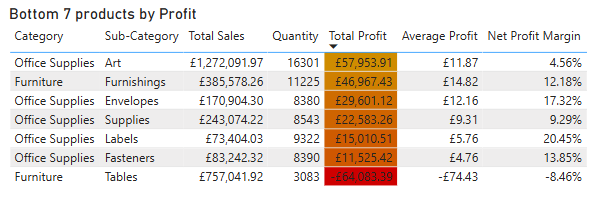 Bottom 7 products by Profit
Category Sub-Category Total Sales Quantity Total Profit Average Profit Net Profit Margin
Office Supplies Art £1,272,091.97 16301 £57,953.91 £11.87 4.56%
Furniture Furnishings £385,578.26 11225 £46,967.43 £14.82 12.18%
Office Supplies Envelopes £170,904.30 8380 £29,601.12 £12.16 17.32%
Office Supplies Supplies £243,074.22 8543 £22,583.26 £9.31 9.29%
Office Supplies Labels £73,404.03 9322 £15,010.51 £5.76 20.45%
Office Supplies Fasteners £83,242.32 8390 £11,525.42 £4.76 13.85%
Furniture Tables £757,041.92 3083 -£64,083.39 -£74.43 -8.46%